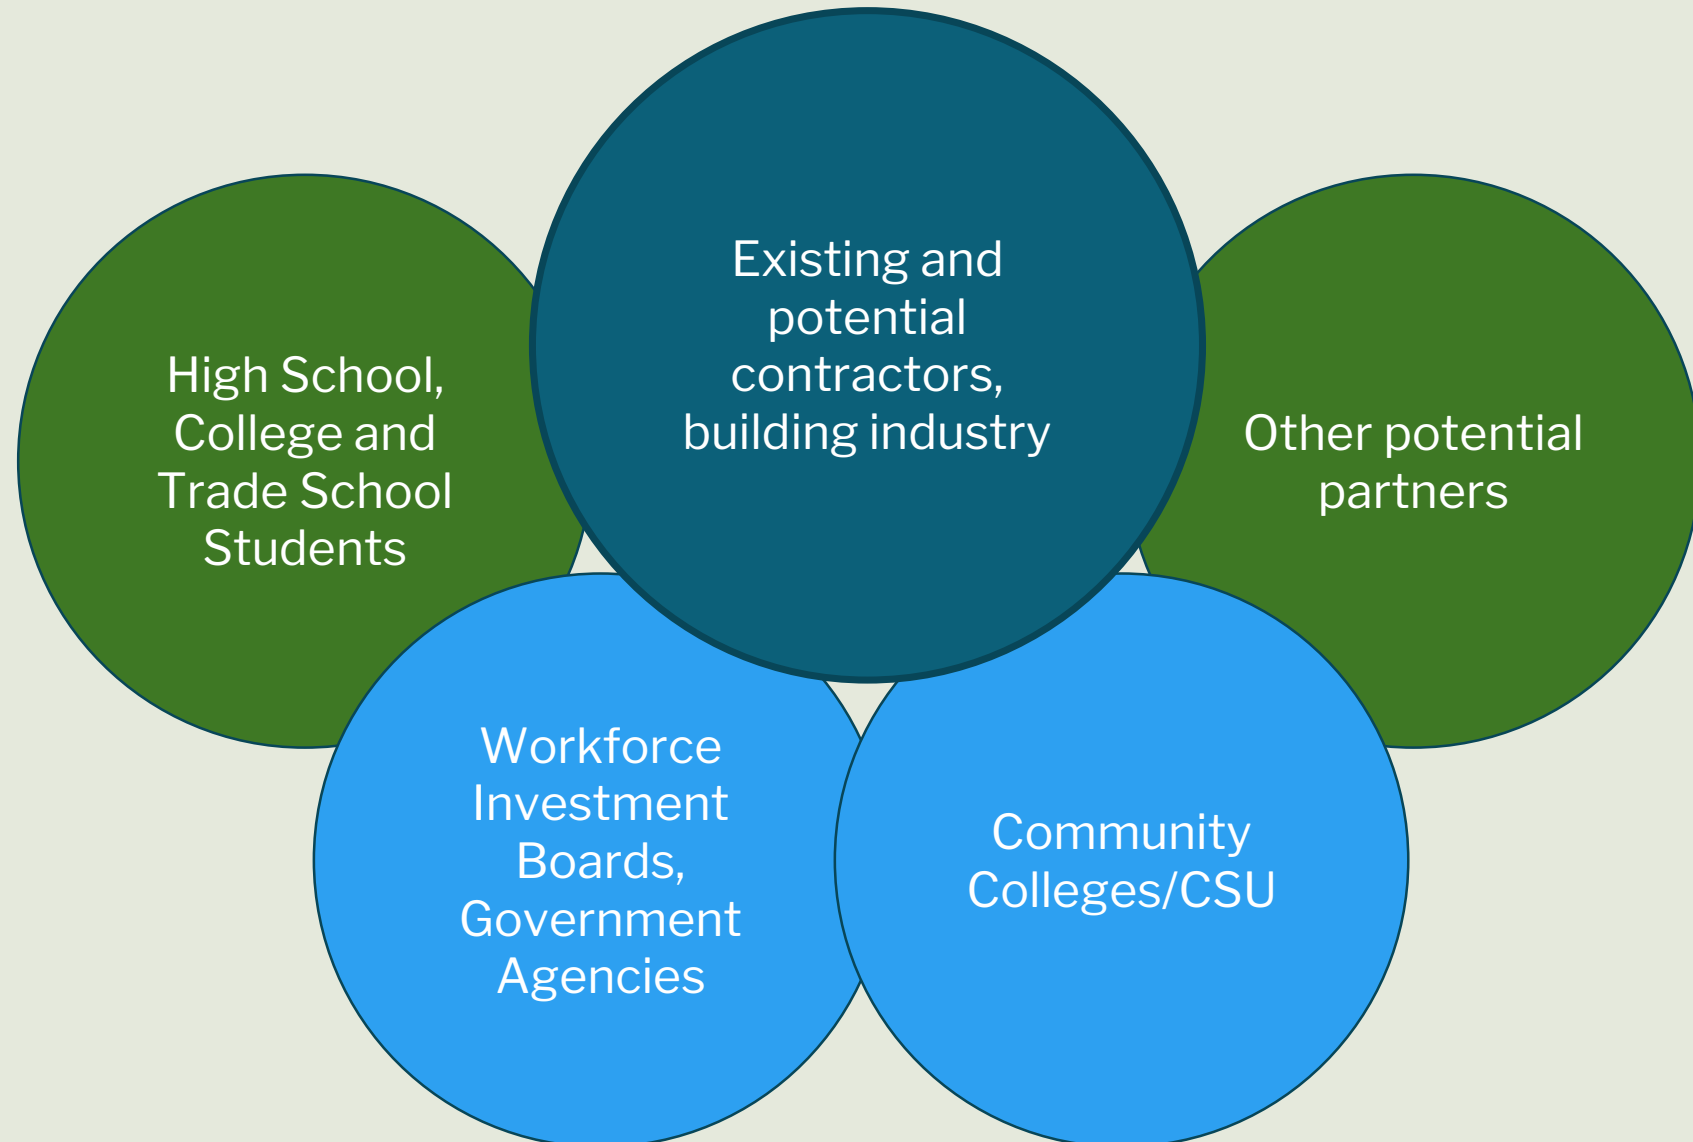 Existing and
potential
contractors,
building industry
High School,
College and
Trade School
Students
Other potential
partners
Workforce
Investment
Boards,
Government
Agencies
Community
Colleges/CSU